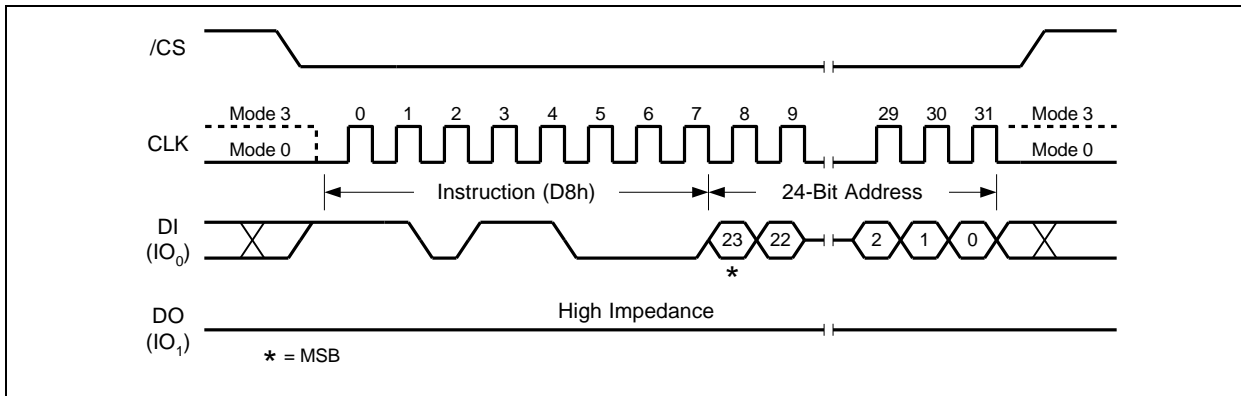 /CS
Mode 3 0 1 2 3 4 5 6 7 8 9 29 30 31 Mode 3
CLK
Mode 0 Mode 0
Instruction (D8h) 24-Bit Address
DI
(IO0)
23 22 2 1 0
*
High Impedance
DO
(IO1)
* = MSB